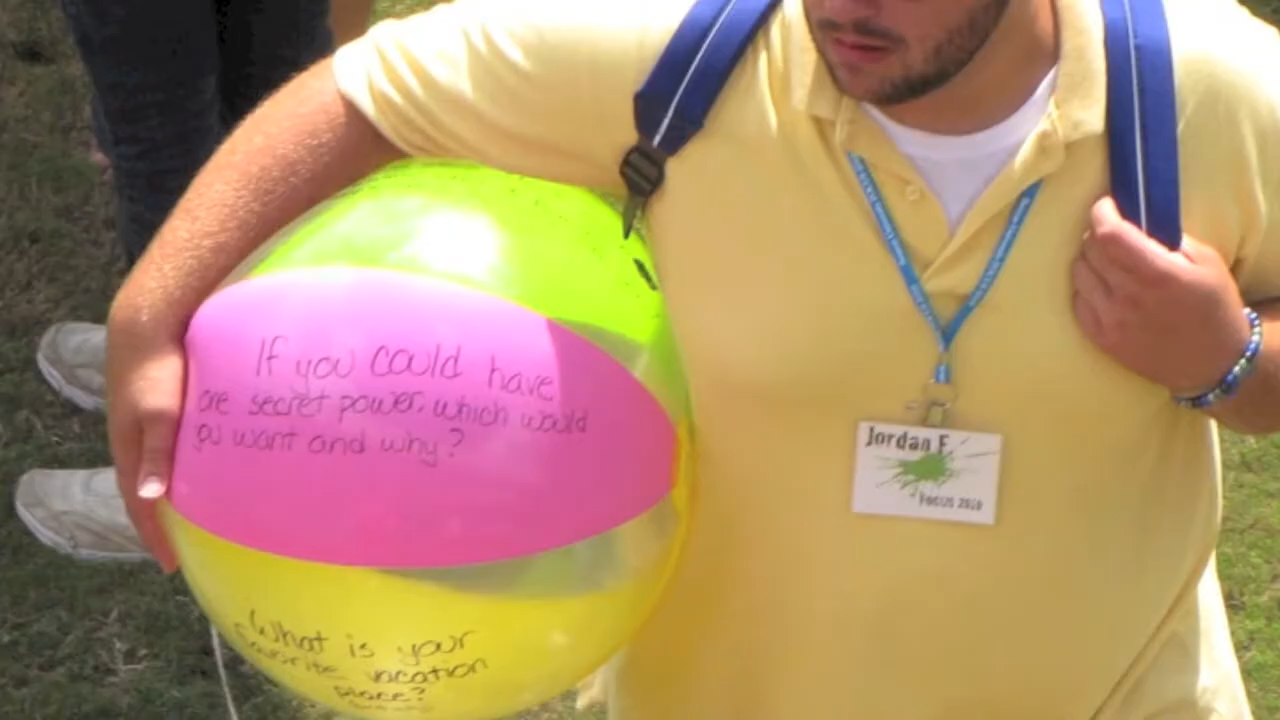 If you could have
one secret power, which would
you want and why?
What is your
favorite vacation
place?
Jordan F.
FOCUS 2010